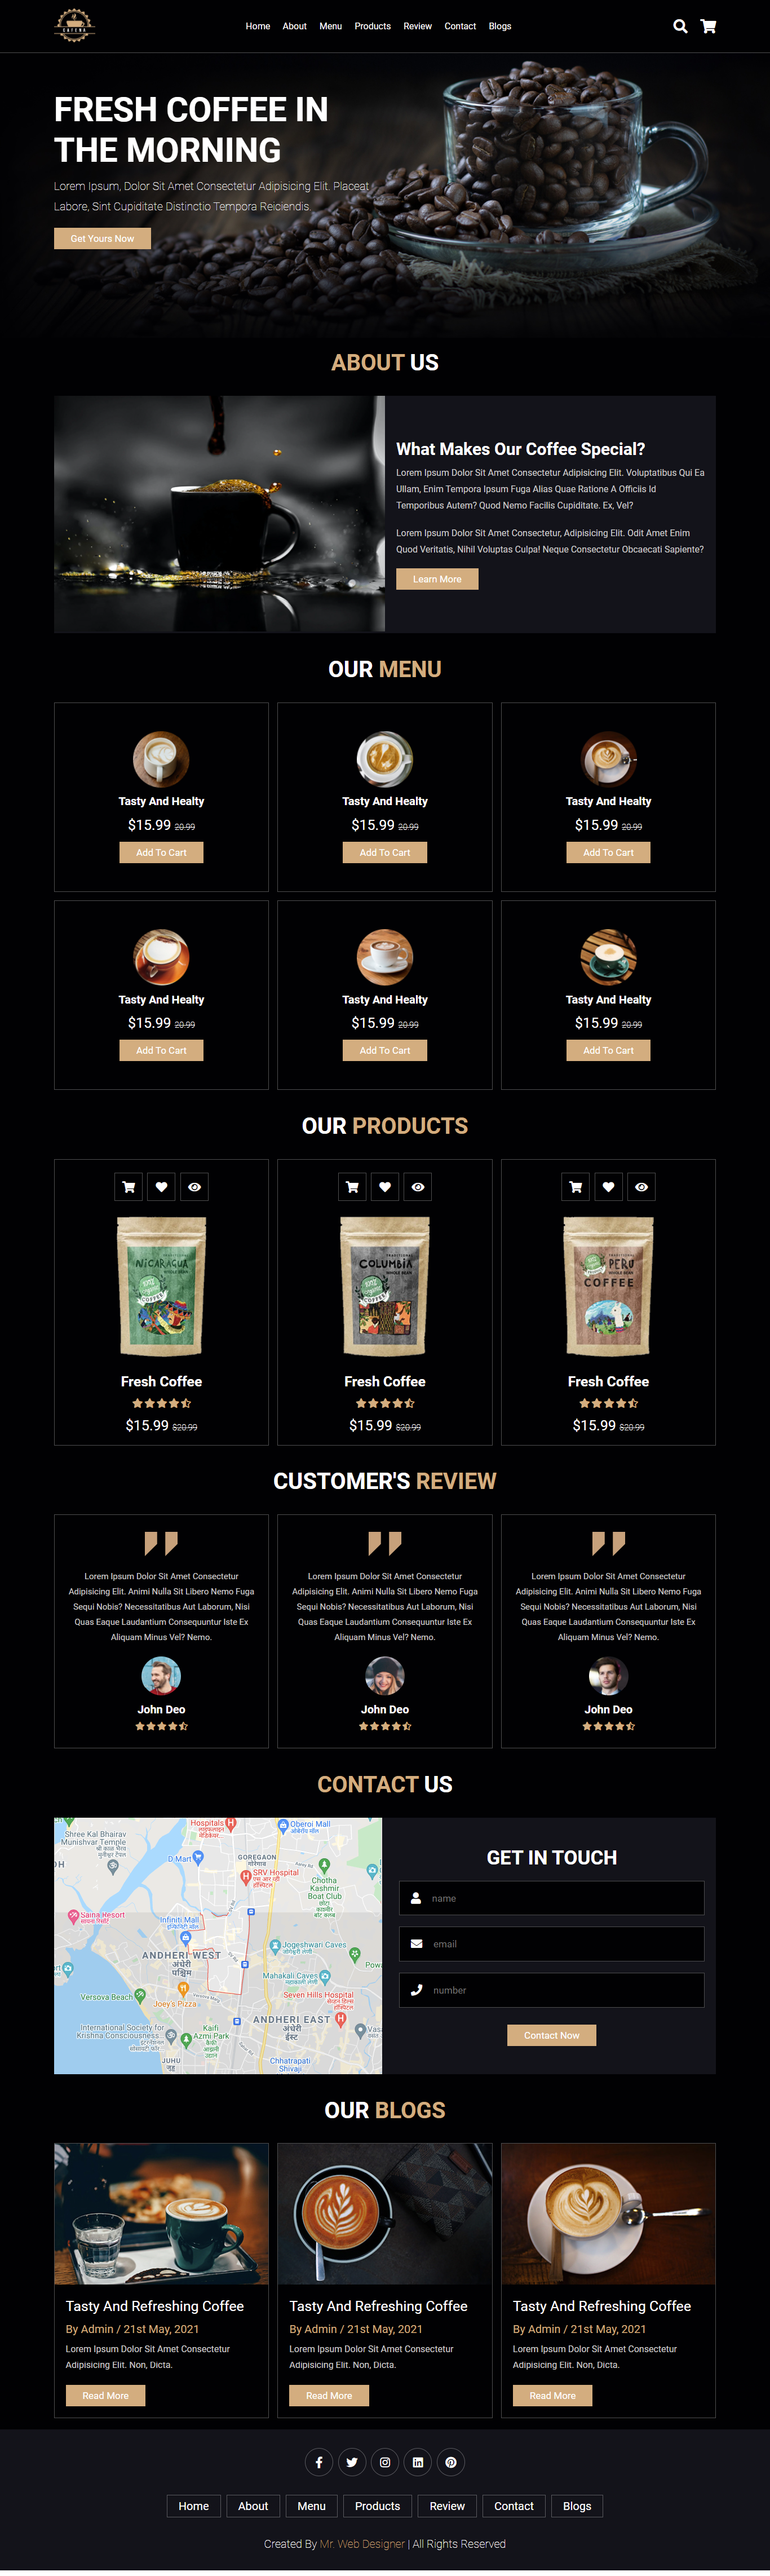 CAFENA
Home About Menu Products Review Contact Blogs
FRESH COFFEE IN
THE MORNING
Lorem Ipsum, Dolor Sit Amet Consectetur Adipisicing Elit. Placeat
Labore, Sint Cupiditate Distinctio Tempora Reiciendis.
Get Yours Now
ABOUT US
What Makes Our Coffee Special?
Lorem Ipsum Dolor Sit Amet Consectetur Adipisicing Elit. Voluptatibus Qui Ea
Ullam, Enim Tempora Ipsum Fuga Alias Quae Ratione A Officiis Id
Temporibus Autem? Quod Nemo Facilis Cupiditate. Ex, Vel?
Lorem Ipsum Dolor Sit Amet Consectetur, Adipisicing Elit. Odit Amet Enim
Quod Veritatis, Nihil Voluptas Culpa! Neque Consectetur Obcaecati Sapiente?
Learn More
OUR MENU
Tasty And Healty
$15.99 20.99
Add To Cart
Tasty And Healty
$15.99 20.99
Add To Cart
Tasty And Healty
$15.99 20.99
Add To Cart
Tasty And Healty
$15.99 20.99
Add To Cart
Tasty And Healty
$15.99 20.99
Add To Cart
Tasty And Healty
$15.99 20.99
Add To Cart
OUR PRODUCTS
NICARAGUA
WHOLE BEAN
COFFEE
Fresh Coffee
$15.99 $20.99
COLUMBIA
WHOLE BEAN
COFFEE
Fresh Coffee
$15.99 $20.99
PERU
WHOLE BEAN
COFFEE
Fresh Coffee
$15.99 $20.99
CUSTOMER'S REVIEW
Lorem Ipsum Dolor Sit Amet Consectetur
Adipisicing Elit. Animi Nulla Sit Libero Nemo Fuga
Sequi Nobis? Necessitatibus Aut Laborum, Nisi
Quas Eaque Laudantium Consequuntur Iste Ex
Aliquam Minus Vel? Nemo.
John Deo
Lorem Ipsum Dolor Sit Amet Consectetur
Adipisicing Elit. Animi Nulla Sit Libero Nemo Fuga
Sequi Nobis? Necessitatibus Aut Laborum, Nisi
Quas Eaque Laudantium Consequuntur Iste Ex
Aliquam Minus Vel? Nemo.
John Deo
Lorem Ipsum Dolor Sit Amet Consectetur
Adipisicing Elit. Animi Nulla Sit Libero Nemo Fuga
Sequi Nobis? Necessitatibus Aut Laborum, Nisi
Quas Eaque Laudantium Consequuntur Iste Ex
Aliquam Minus Vel? Nemo.
John Deo
CONTACT US
Hospitals
Oberoi Mall
ओबेरॉय मॉल
Shree Kal Bhairav
Munishvar Temple
D Mart
GOREGAON
गोरेगाव
SRV Hospital
Chotha
Kashmir
Boat Club
Saina Resort
Infiniti Mall
Jogeshwari Caves
ANDHERI WEST
अंधेरी
पश्चिम
Mahakali Caves
Versova Beach
Joey's Pizza
Seven Hills Hospital
International Society for
Krishna Consciousness...
Kaifi
Azmi Park
ANDHERI EAST
अंधेरी
ईस्ट
JUHU
जुहू
Chhatrapati
Shivaji
GET IN TOUCH
name
email
number
Contact Now
OUR BLOGS
Tasty And Refreshing Coffee
By Admin / 21st May, 2021
Lorem Ipsum Dolor Sit Amet Consectetur
Adipisicing Elit. Non, Dicta.
Read More
Tasty And Refreshing Coffee
By Admin / 21st May, 2021
Lorem Ipsum Dolor Sit Amet Consectetur
Adipisicing Elit. Non, Dicta.
Read More
Tasty And Refreshing Coffee
By Admin / 21st May, 2021
Lorem Ipsum Dolor Sit Amet Consectetur
Adipisicing Elit. Non, Dicta.
Read More
Home About Menu Products Review Contact Blogs
Created By Mr. Web Designer | All Rights Reserved